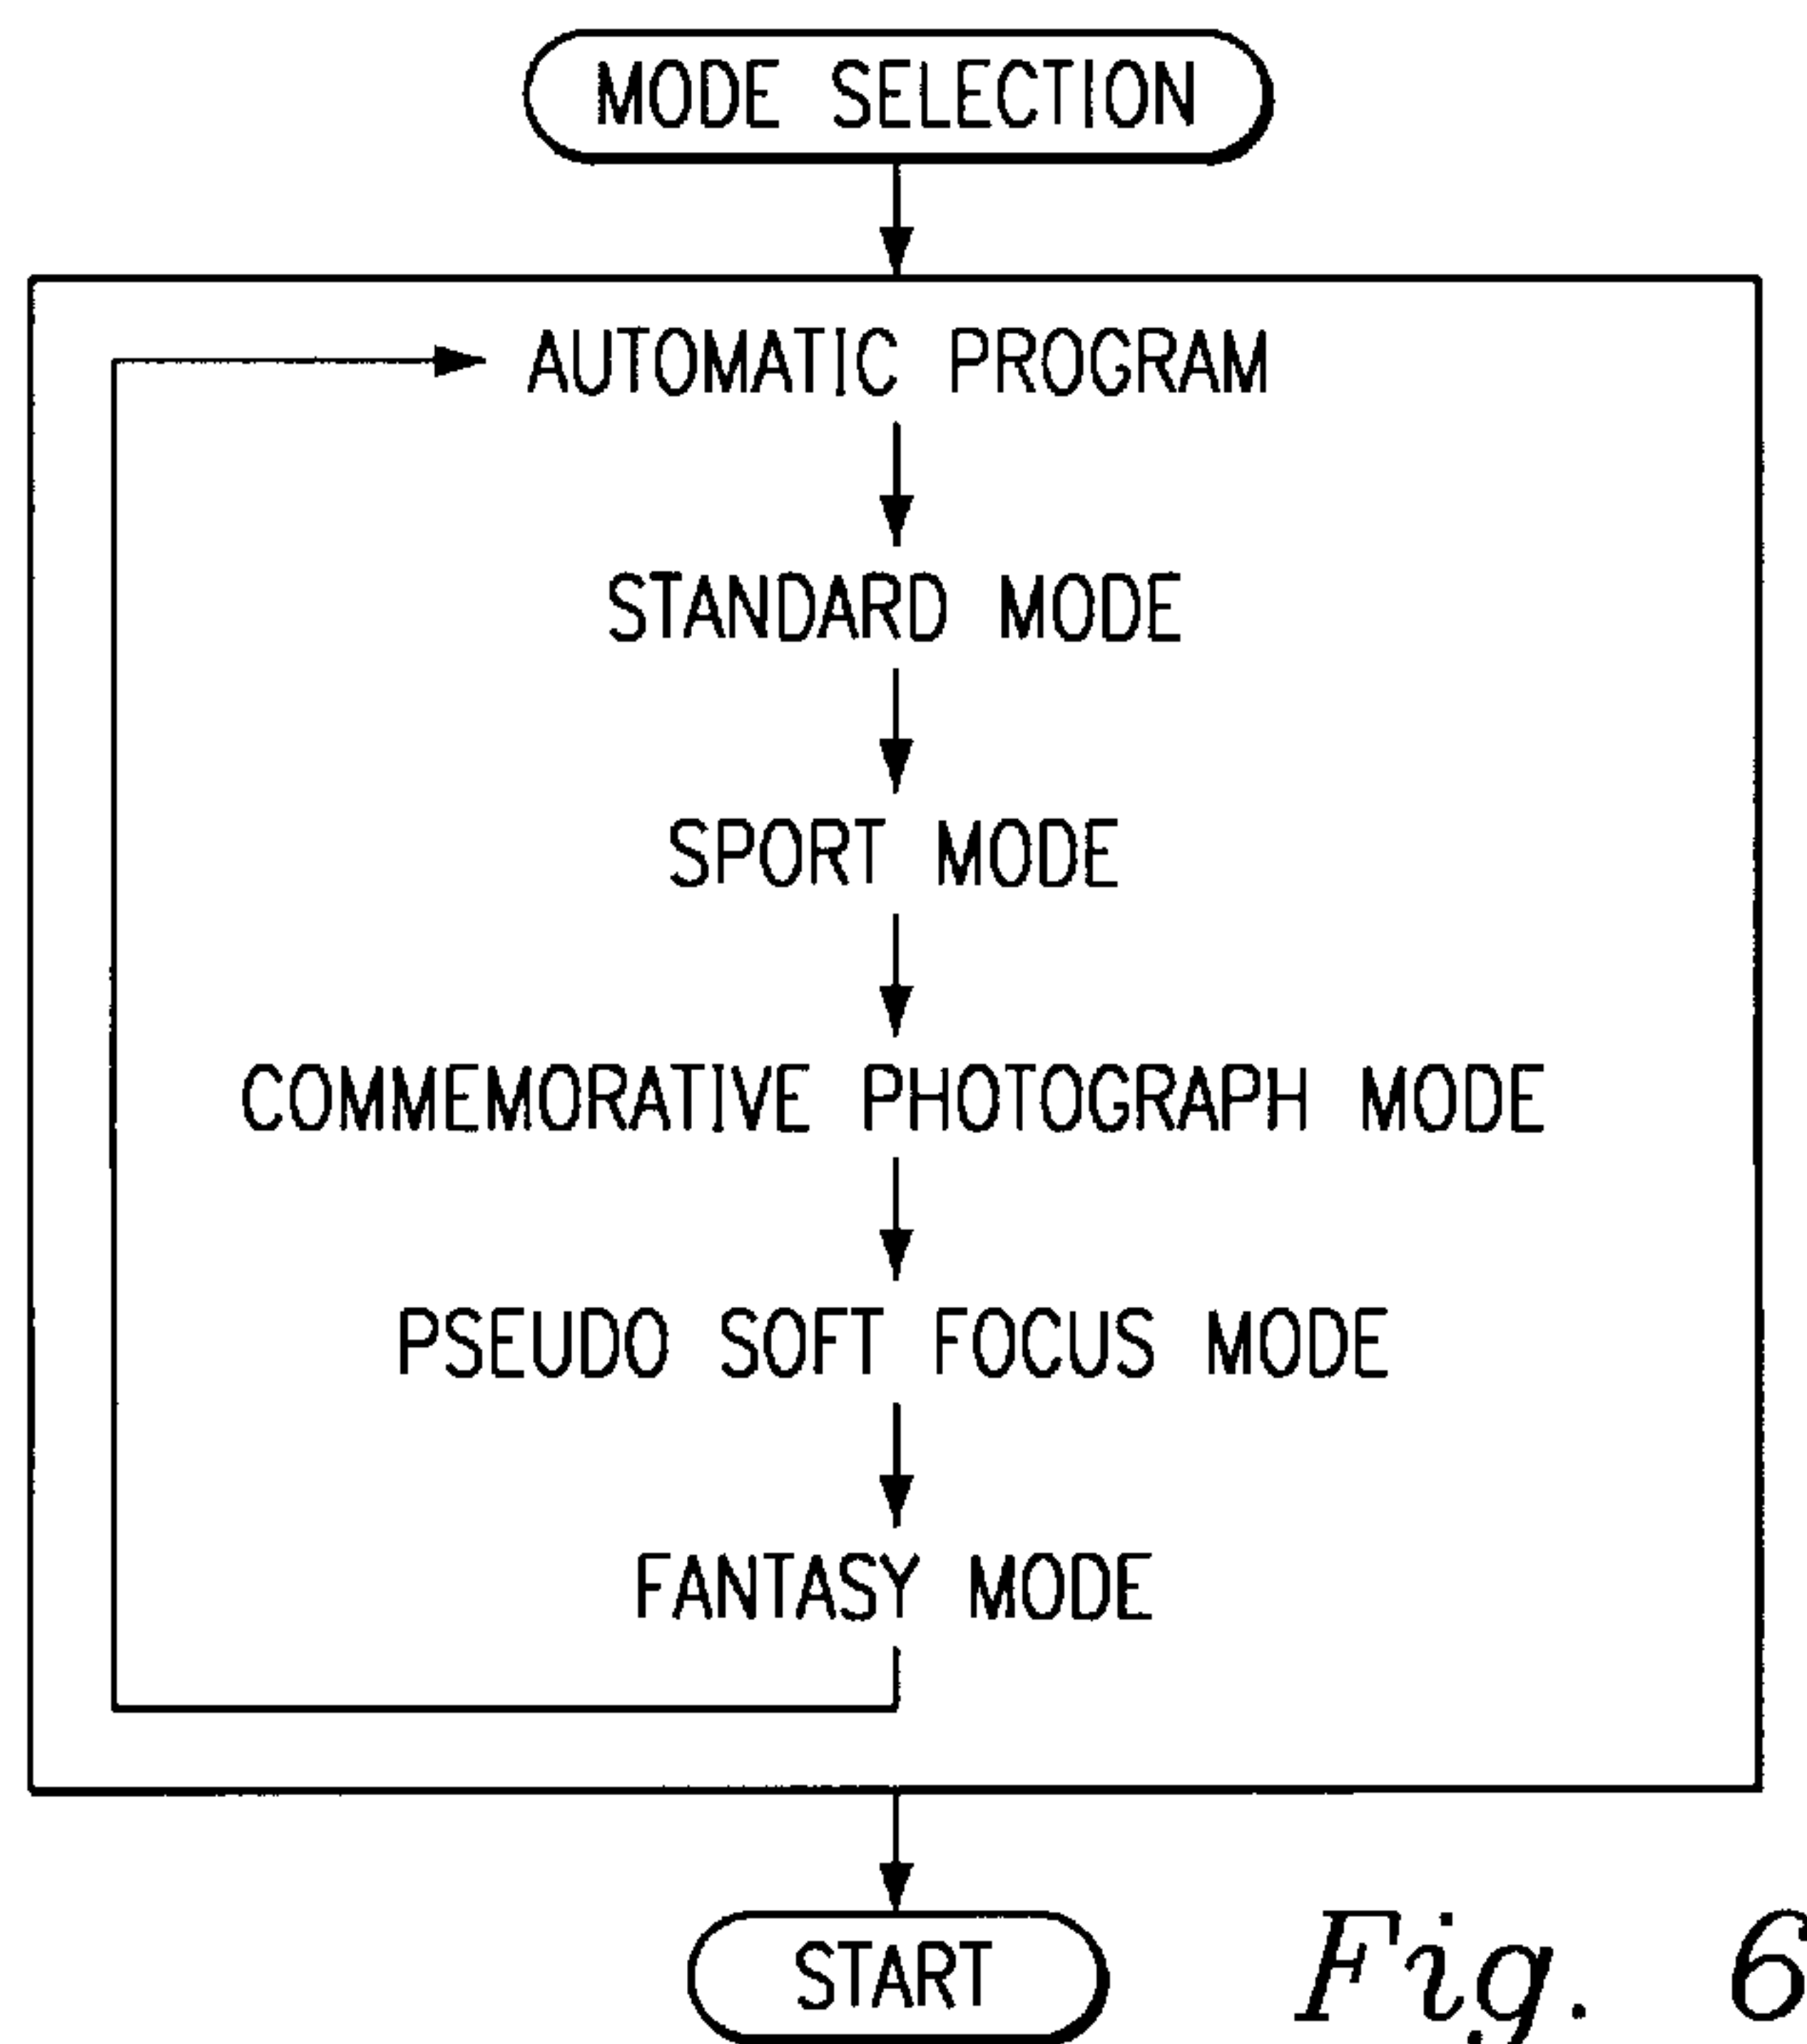 MODE SELECTION
AUTOMATIC PROGRAM
STANDARD MODE
SPORT MODE
COMMEMORATIVE PHOTOGRAPH MODE
PSEUDO SOFT FOCUS MODE
FANTASY MODE
START
Fig. 6